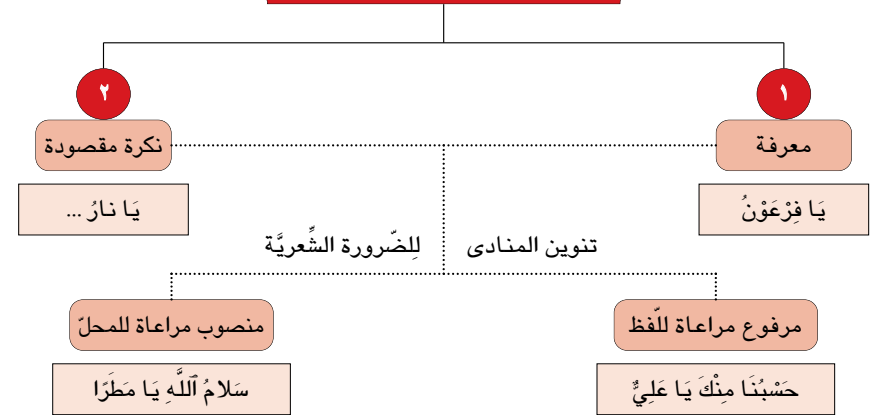 ١
٢
معرفة
نكرة مقصودة
يَا فِرْعَوْنُ
يَا نارُ ...
تنوين المنادى لِلضّرورة الشِّعريَّة
مرفوع مراعاة للّفظ
منصوب مراعاة للمحلّ
حَسْبُنَا مِنْكَ يَا عَلِيٌّ
سَلامُ ٱللَّهِ يَا مَطَرًا